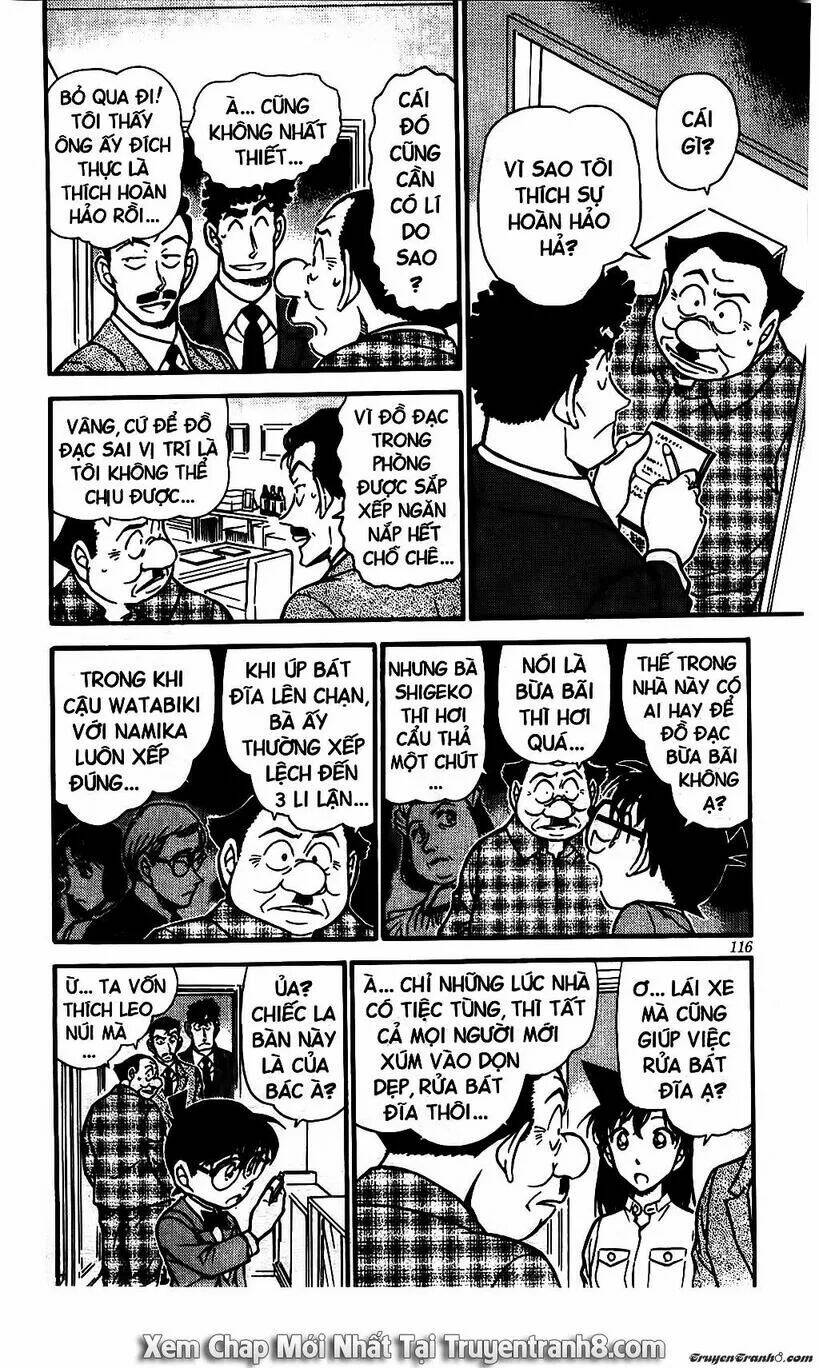 CÁI
GÌ?
VÌ SAO TÔI
THÍCH SỰ
HOÀN HẢO
HẢ?
CÁI
ĐÓ
CŨNG
CẦN
CÓ LÍ
DO
SAO
?
À... CŨNG
KHÔNG NHẤT
THIẾT...
BỎ QUA ĐI!
TÔI THẤY
ÔNG ẤY ĐÍCH
THỰC LÀ
THÍCH HOÀN
HẢO RỒI...
VÌ ĐỒ ĐẠC
TRONG
PHÒNG
ĐƯỢC SẮP
XẾP NGĂN
NẮP HẾT
CHỖ CHÊ...
VÂNG, CỨ ĐỂ ĐỒ
ĐẠC SAI VỊ TRÍ LÀ
TÔI KHÔNG THỂ
CHỊU ĐƯỢC...
THẾ TRONG
NHÀ NÀY CÓ
AI HAY ĐỂ
ĐỒ ĐẠC
BỪA BÃI
KHÔNG
Ạ?
NÓI LÀ
BỪA BÃI
THÌ HƠI
QUÁ...
NHƯNG BÀ
SHIGEKO
THÌ HƠI
CẨU THẢ
MỘT CHÚT
...
KHI ÚP BÁT
ĐĨA LÊN CHẠN,
BÀ ẤY
THƯỜNG XẾP
LỆCH ĐẾN
3 LI LẬN...
TRONG KHI
CẬU WATABIKI
VỚI NAMIKA
LUÔN XẾP
ĐÚNG...
116
Ơ... LÁI XE
MÀ CŨNG
GIÚP VIỆC
RỬA BÁT
ĐĨA Ạ?
À... CHỈ NHỮNG LÚC NHÀ
CÓ TIỆC TÙNG, THÌ TẤT
CẢ MỌI NGƯỜI MỚI
XÚM VÀO DỌN
DẸP, RỬA BÁT
ĐĨA THÔI...
ỦA?
CHIẾC LA
BÀN NÀY
LÀ CỦA
BÁC À?
Ừ... TA VỐN
THÍCH LEO
NÚI MÀ
...
Xem Chap Mới Nhất Tại Truyentranh8.com
TruyenTranh8.com